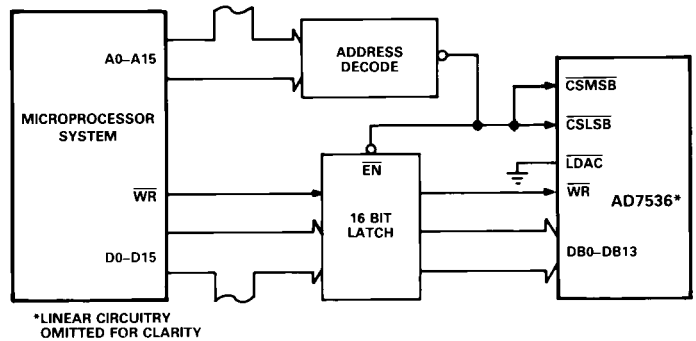 A0–A15
ADDRESS
DECODE
MICROPROCESSOR
SYSTEM
CSMSB
CSLSB
LDAC
EN
WR
16 BIT
LATCH
WR
AD7536*
D0–D15
DB0–DB13
*LINEAR CIRCUITRY
OMITTED FOR CLARITY